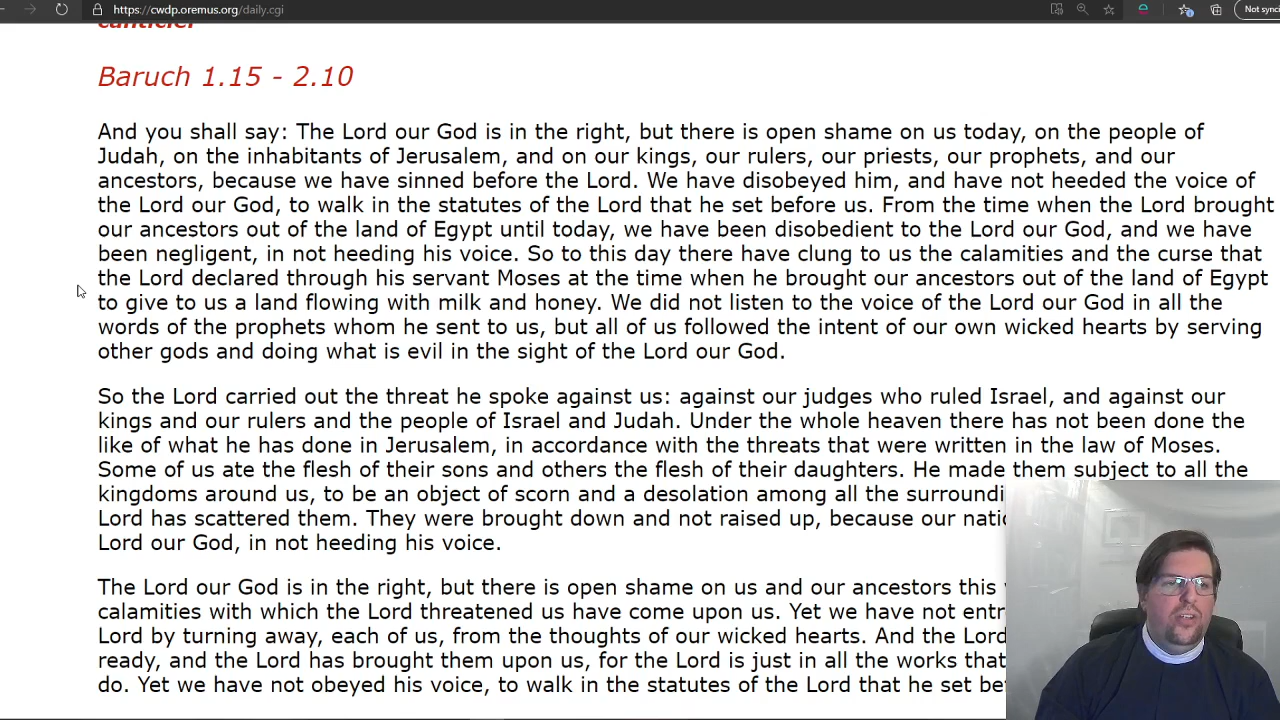 https://cwdp.oremus.org/daily.cgi
Not synci
canticle.
Baruch 1.15 - 2.10
And you shall say: The Lord our God is in the right, but there is open shame on us today, on the people of
Judah, on the inhabitants of Jerusalem, and on our kings, our rulers, our priests, our prophets, and our
ancestors, because we have sinned before the Lord. We have disobeyed him, and have not heeded the voice of
the Lord our God, to walk in the statutes of the Lord that he set before us. From the time when the Lord brought
our ancestors out of the land of Egypt until today, we have been disobedient to the Lord our God, and we have
been negligent, in not heeding his voice. So to this day there have clung to us the calamities and the curse that
the Lord declared through his servant Moses at the time when he brought our ancestors out of the land of Egypt
to give to us a land flowing with milk and honey. We did not listen to the voice of the Lord our God in all the
words of the prophets whom he sent to us, but all of us followed the intent of our own wicked hearts by serving
other gods and doing what is evil in the sight of the Lord our God.
So the Lord carried out the threat he spoke against us: against our judges who ruled Israel, and against our
kings and our rulers and the people of Israel and Judah. Under the whole heaven there has not been done the
like of what he has done in Jerusalem, in accordance with the threats that were written in the law of Moses.
Some of us ate the flesh of their sons and others the flesh of their daughters. He made them subject to all the
kingdoms around us, to be an object of scorn and a desolation among all the surroundi
Lord has scattered them. They were brought down and not raised up, because our natio
Lord our God, in not heeding his voice.
The Lord our God is in the right, but there is open shame on us and our ancestors this
calamities with which the Lord threatened us have come upon us. Yet we have not entr
Lord by turning away, each of us, from the thoughts of our wicked hearts. And the Lord
ready, and the Lord has brought them upon us, for the Lord is just in all the works that
do. Yet we have not obeyed his voice, to walk in the statutes of the Lord that he set be